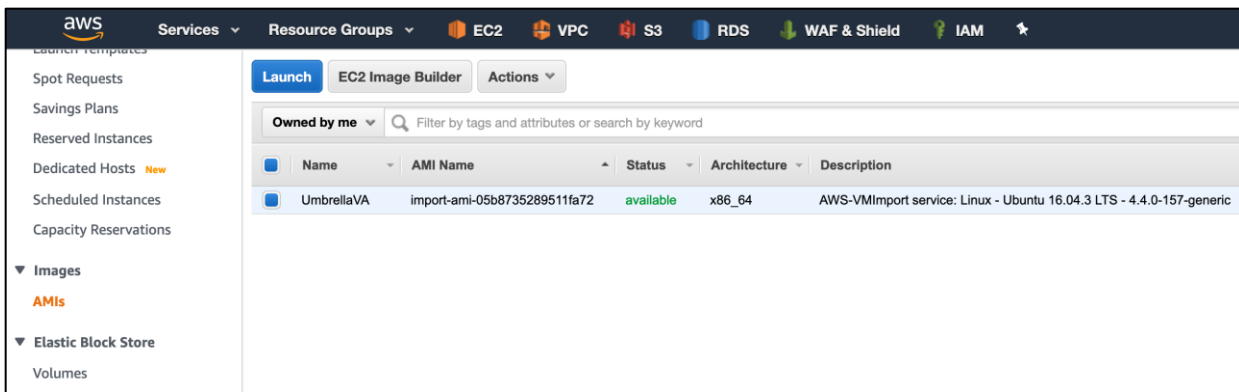 aws Services Resource Groups EC2 VPC S3 RDS WAF & Shield IAM
Launch Templates
Spot Requests
Savings Plans
Reserved Instances
Dedicated Hosts New
Scheduled Instances
Capacity Reservations
Images
AMIs
Elastic Block Store
Volumes
Launch EC2 Image Builder Actions
Owned by me Filter by tags and attributes or search by keyword
Name AMI Name Status Architecture Description
UmbrellaVA import-ami-05b8735289511fa72 available x86_64 AWS-VMImport service: Linux - Ubuntu 16.04.3 LTS - 4.4.0-157-generic